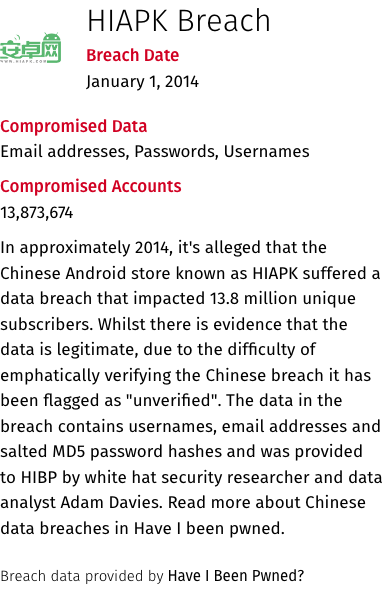 HIAPK Breach
安卓网
WWW.HIAPK.COM
Breach Date
January 1, 2014
Compromised Data
Email addresses, Passwords, Usernames
Compromised Accounts
13,873,674
In approximately 2014, it's alleged that the
Chinese Android store known as HIAPK suffered a
data breach that impacted 13.8 million unique
subscribers. Whilst there is evidence that the
data is legitimate, due to the difficulty of
emphatically verifying the Chinese breach it has
been flagged as "unverified". The data in the
breach contains usernames, email addresses and
salted MD5 password hashes and was provided
to HIBP by white hat security researcher and data
analyst Adam Davies. Read more about Chinese
data breaches in Have I been pwned.
Breach data provided by Have I Been Pwned?